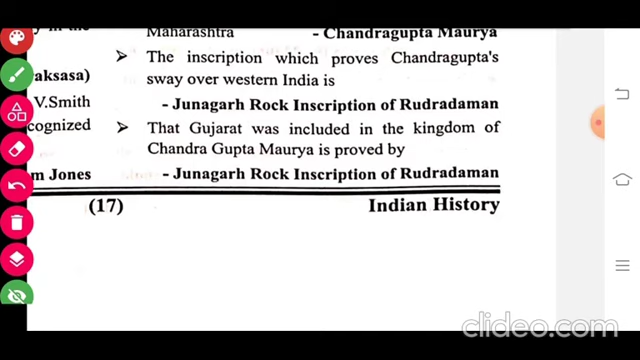 y in the
aksasa)
V.Smith
cognized
m Jones
Maharashtra - Chandragupta Maurya
➤ The inscription which proves Chandragupta's
sway over western India is
- Junagarh Rock Inscription of Rudradaman
➤ That Gujarat was included in the kingdom of
Chandra Gupta Maurya is proved by
- Junagarh Rock Inscription of Rudradaman
(17) Indian History
clideo.com